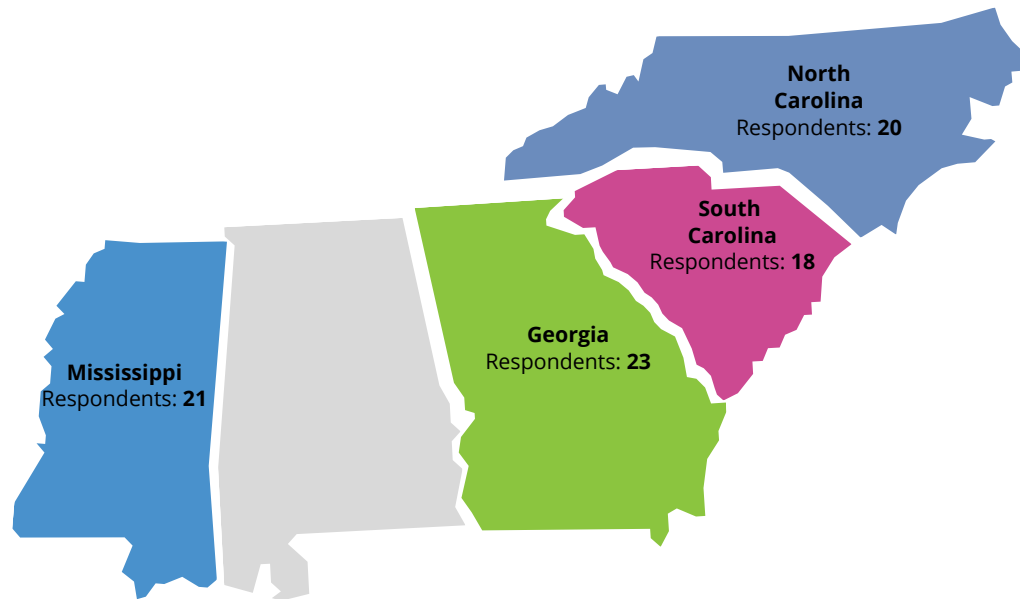 North
Carolina
Respondents: 20
South
Carolina
Respondents: 18
Georgia
Respondents: 23
Mississippi
Respondents: 21